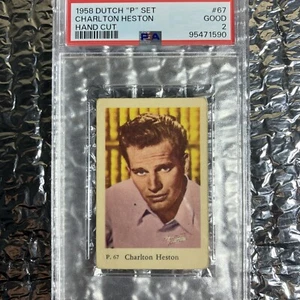 1958 DUTCH "P" SET #67
CHARLTON HESTON GOOD
HAND CUT 2
PSA 95471590
P. 67 Charlton Heston